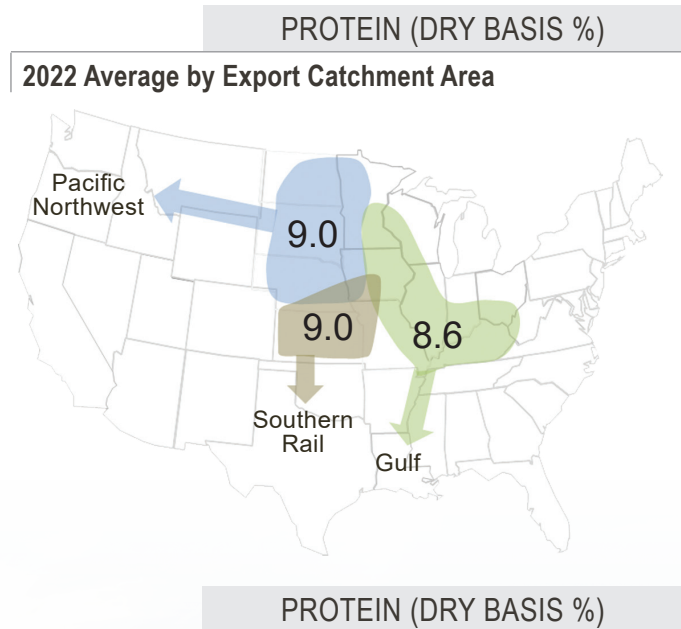 PROTEIN (DRY BASIS %)
2022 Average by Export Catchment Area
Pacific
Northwest
9.0
9.0
8.6
Southern
Rail
Gulf
PROTEIN (DRY BASIS %)